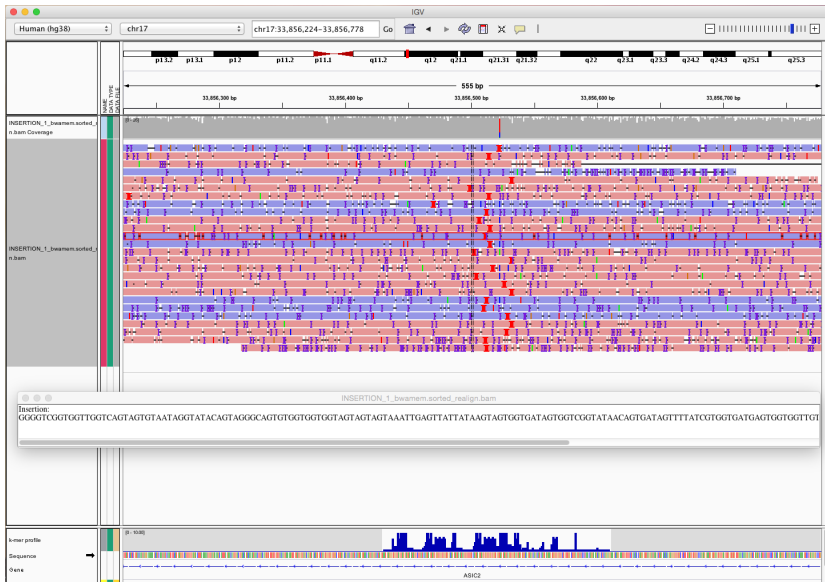 IGV
Human (hg38) chr17 chr17:33,856,224-33,856,778 Go
p13.2 p13.1 p12 p11.2 p11.1 q11.2 q12 q21.1 q21.31 q21.32 q22 q23.1 q23.3 q24.2 q24.3 q25.1 q25.3
555 bp
33,856,300 bp 33,856,400 bp 33,856,500 bp 33,856,600 bp 33,856,700 bp
NAME
DATA TYPE
DATA FILE
INSERTION_1_bwamem.sorted_r
n.bam Coverage
INSERTION_1_bwamem.sorted_r
n.bam
INSERTION_1_bwamem.sorted_realign.bam
Insertion:
GGGGTCGGTGGTTGGTCAGTAGTGTAATAGGTATACAGTAGGGCAGTGTGGTGGTGGTAGTAGTAGTAAATTGAGTTATTATAAGTAGTGGTGATAGTGGTCGGTATAACAGTGATAGTTTTATCGTGGTGATGAGTGGTGGTTGT
k-mer profile
Sequence
Gene
ASIC2